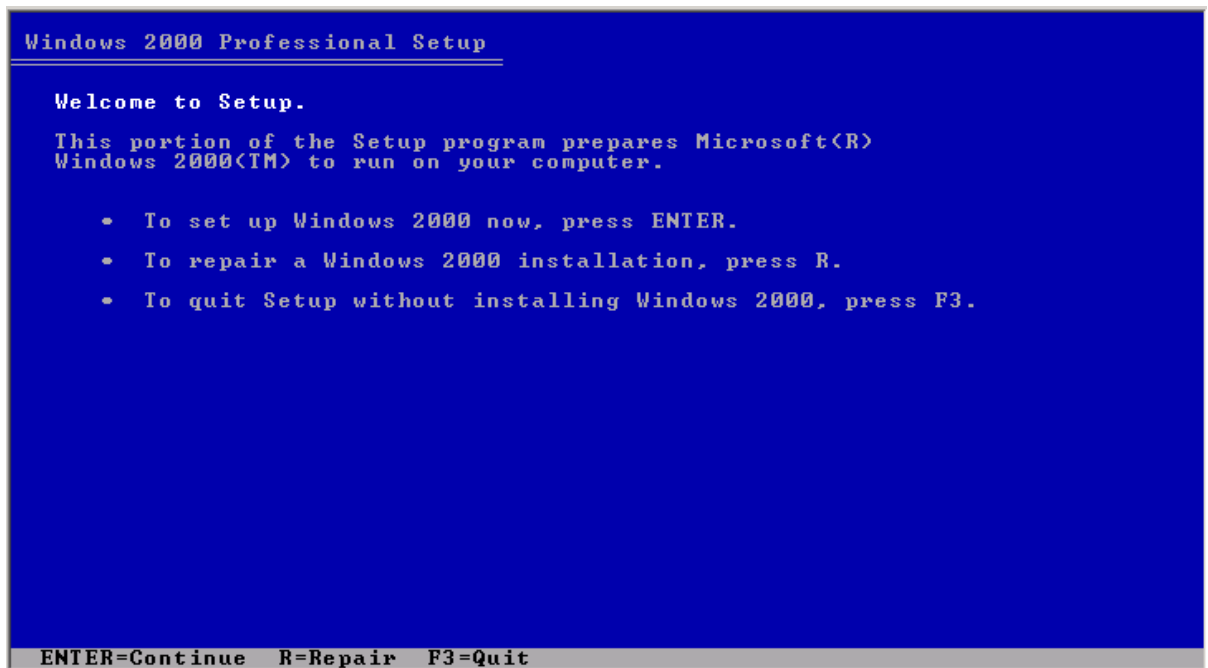 Windows 2000 Professional Setup
Welcome to Setup.
This portion of the Setup program prepares Microsoft(R)
Windows 2000(TM) to run on your computer.
• To set up Windows 2000 now, press ENTER.
• To repair a Windows 2000 installation, press R.
• To quit Setup without installing Windows 2000, press F3.
ENTER=Continue R=Repair F3=Quit